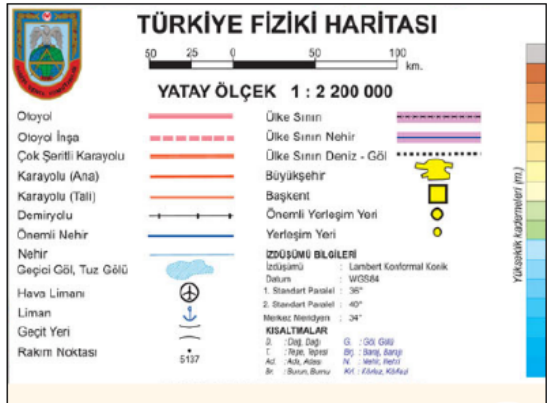 TÜRKİYE FİZİKİ HARİTASI
50 25 0 50 100 km.
YATAY ÖLÇEK 1 : 2 200 000
Otoyol
Otoyol İnşa
Çok Şeritli Karayolu
Karayolu (Ana)
Karayolu (Tali)
Demiryolu
Önemli Nehir
Nehir
Geçici Göl, Tuz Gölü
Hava Limanı
Liman
Geçit Yeri
Rakım Noktası
5137
Ülke Sınırı
Ülke Sınırı Nehir
Ülke Sınırı Deniz - Göl
Büyükşehir
Başkent
Önemli Yerleşim Yeri
Yerleşim Yeri
İZDÜŞÜMÜ BİLGİLERİ
İzdüşümü : Lambert Konformal Konik
Datum : WGS84
1. Standart Paralel : 36°
2. Standart Paralel : 40°
Merkez Meridyen : 34°
KISALTMALAR
D. : Dağ, Dağı G. : Göl, Gölü
T. : Tepe, Tepesi Brj. : Baraj, Barajı
Ad. : Ada, Adası N. : Nehir, Nehri
Br. : Burun, Burnu Krf. : Körfez, Körfezi
Yükseklik kademeleri (m.)